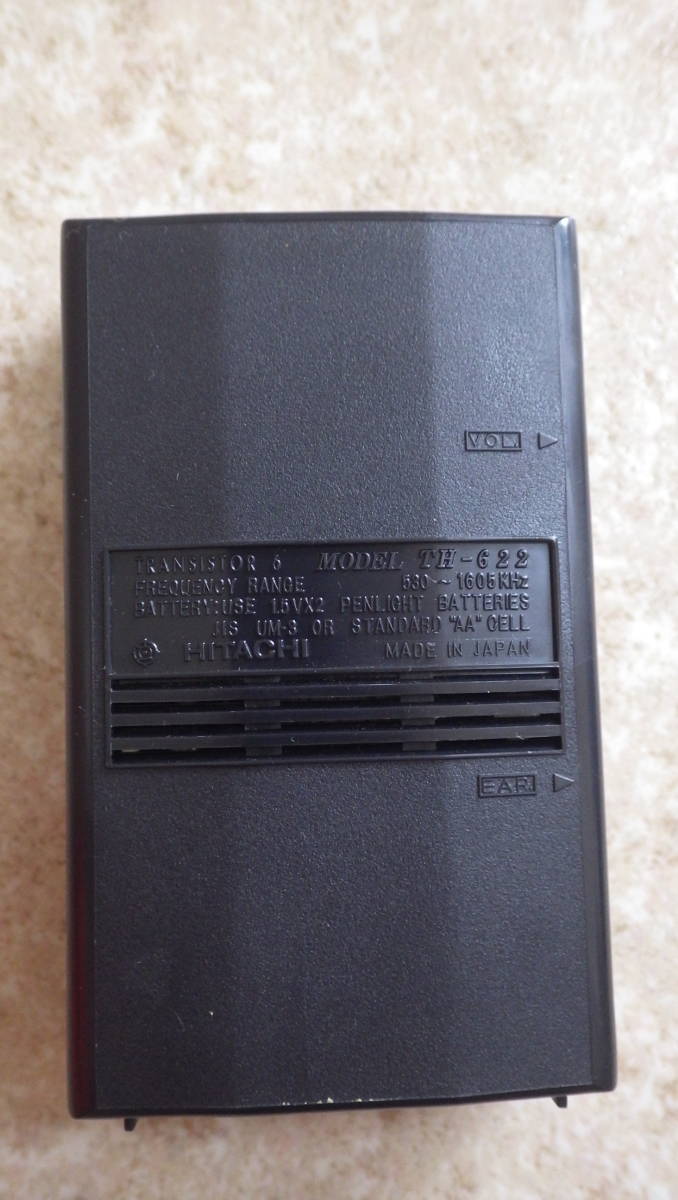 VOL.
TRANSISTOR 6 MODEL TH-622
FREQUENCY RANGE 530~1605KHz
BATTERY:USE 1.5VX2 PENLIGHT BATTERIES
JIS UM-3 OR STANDARD "AA" CELL
HITACHI MADE IN JAPAN
EAR.